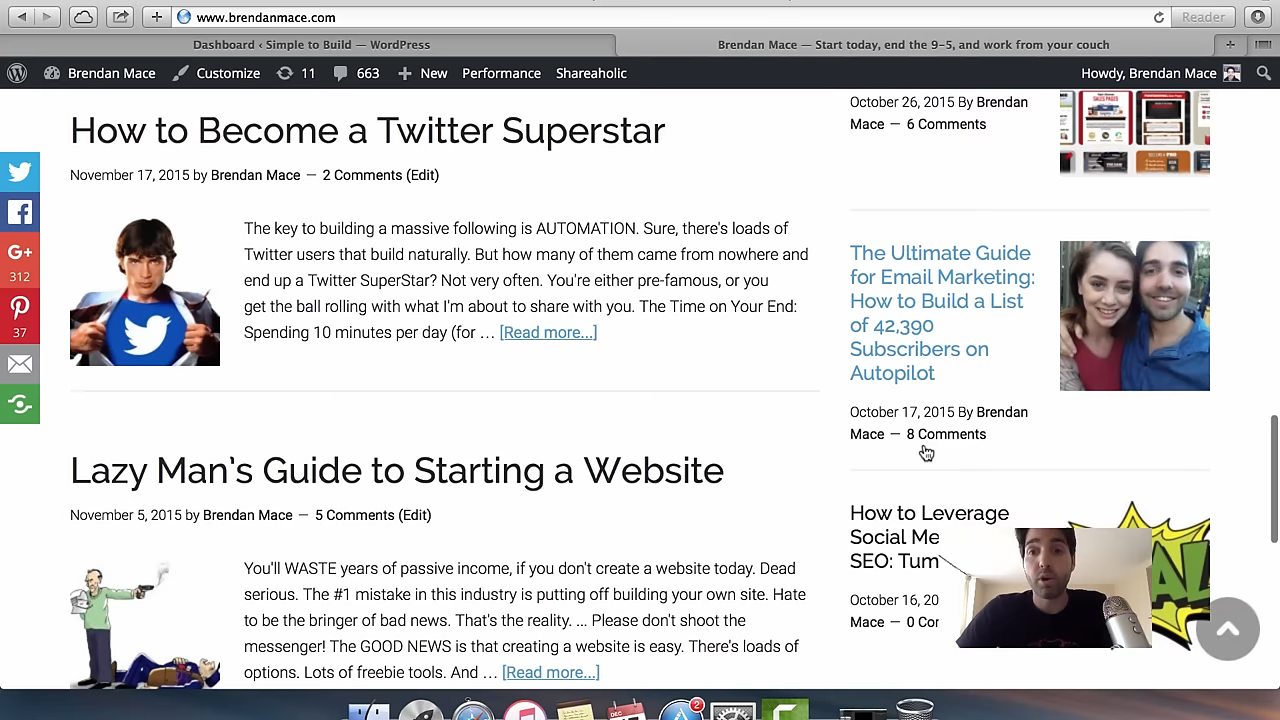 www.brendanmace.com
Reader
Dashboard ‹ Simple to Build — WordPress
Brendan Mace — Start today, end the 9-5, and work from your couch
Brendan Mace
Customize
11
663
New
Performance
Shareaholic
Howdy, Brendan Mace
How to Become a Twitter Superstar
November 17, 2015 by Brendan Mace — 2 Comments (Edit)
The key to building a massive following is AUTOMATION. Sure, there's loads of
Twitter users that build naturally. But how many of them came from nowhere and
end up a Twitter SuperStar? Not very often. You're either pre-famous, or you
get the ball rolling with what I'm about to share with you. The Time on Your End:
Spending 10 minutes per day (for … [Read more...]
G+
312
37
Lazy Man's Guide to Starting a Website
November 5, 2015 by Brendan Mace — 5 Comments (Edit)
You'll WASTE years of passive income, if you don't create a website today. Dead
serious. The #1 mistake in this industry is putting off building your own site. Hate
to be the bringer of bad news. That's the reality. ... Please don't shoot the
messenger! The GOOD NEWS is that creating a website is easy. There's loads of
options. Lots of freebie tools. And … [Read more...]
October 26, 2015 By Brendan
Mace — 6 Comments
The Ultimate Guide
for Email Marketing:
How to Build a List
of 42,390
Subscribers on
Autopilot
October 17, 2015 By Brendan
Mace — 8 Comments
How to Leverage
Social Me
SEO: Tum
October 16, 20
Mace — 0 Cor
DEC
2